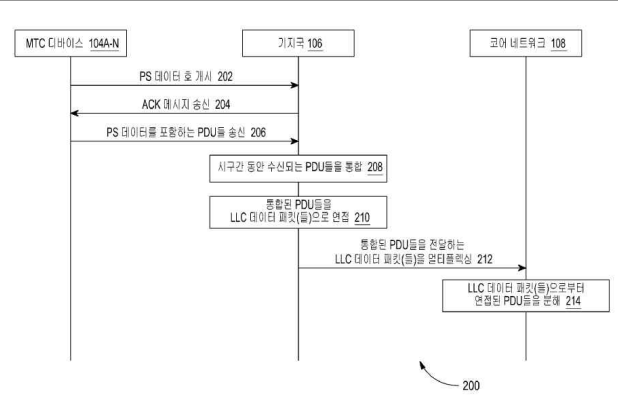 MTC 디바이스 104A-N
기지국 106
코어 네트워크 108
PS 데이터 호 개시 202
ACK 메시지 송신 204
PS 데이터를 포함하는 PDU들 송신 206
시구간 동안 수신되는 PDU들을 통합 208
통합된 PDU들을
LLC 데이터 패킷(들)으로 연접 210
통합된 PDU들을 전달하는
LLC 데이터 패킷(들)을 멀티플렉싱 212
LLC 데이터 패킷(들)으로부터
연접된 PDU들을 분해 214
200